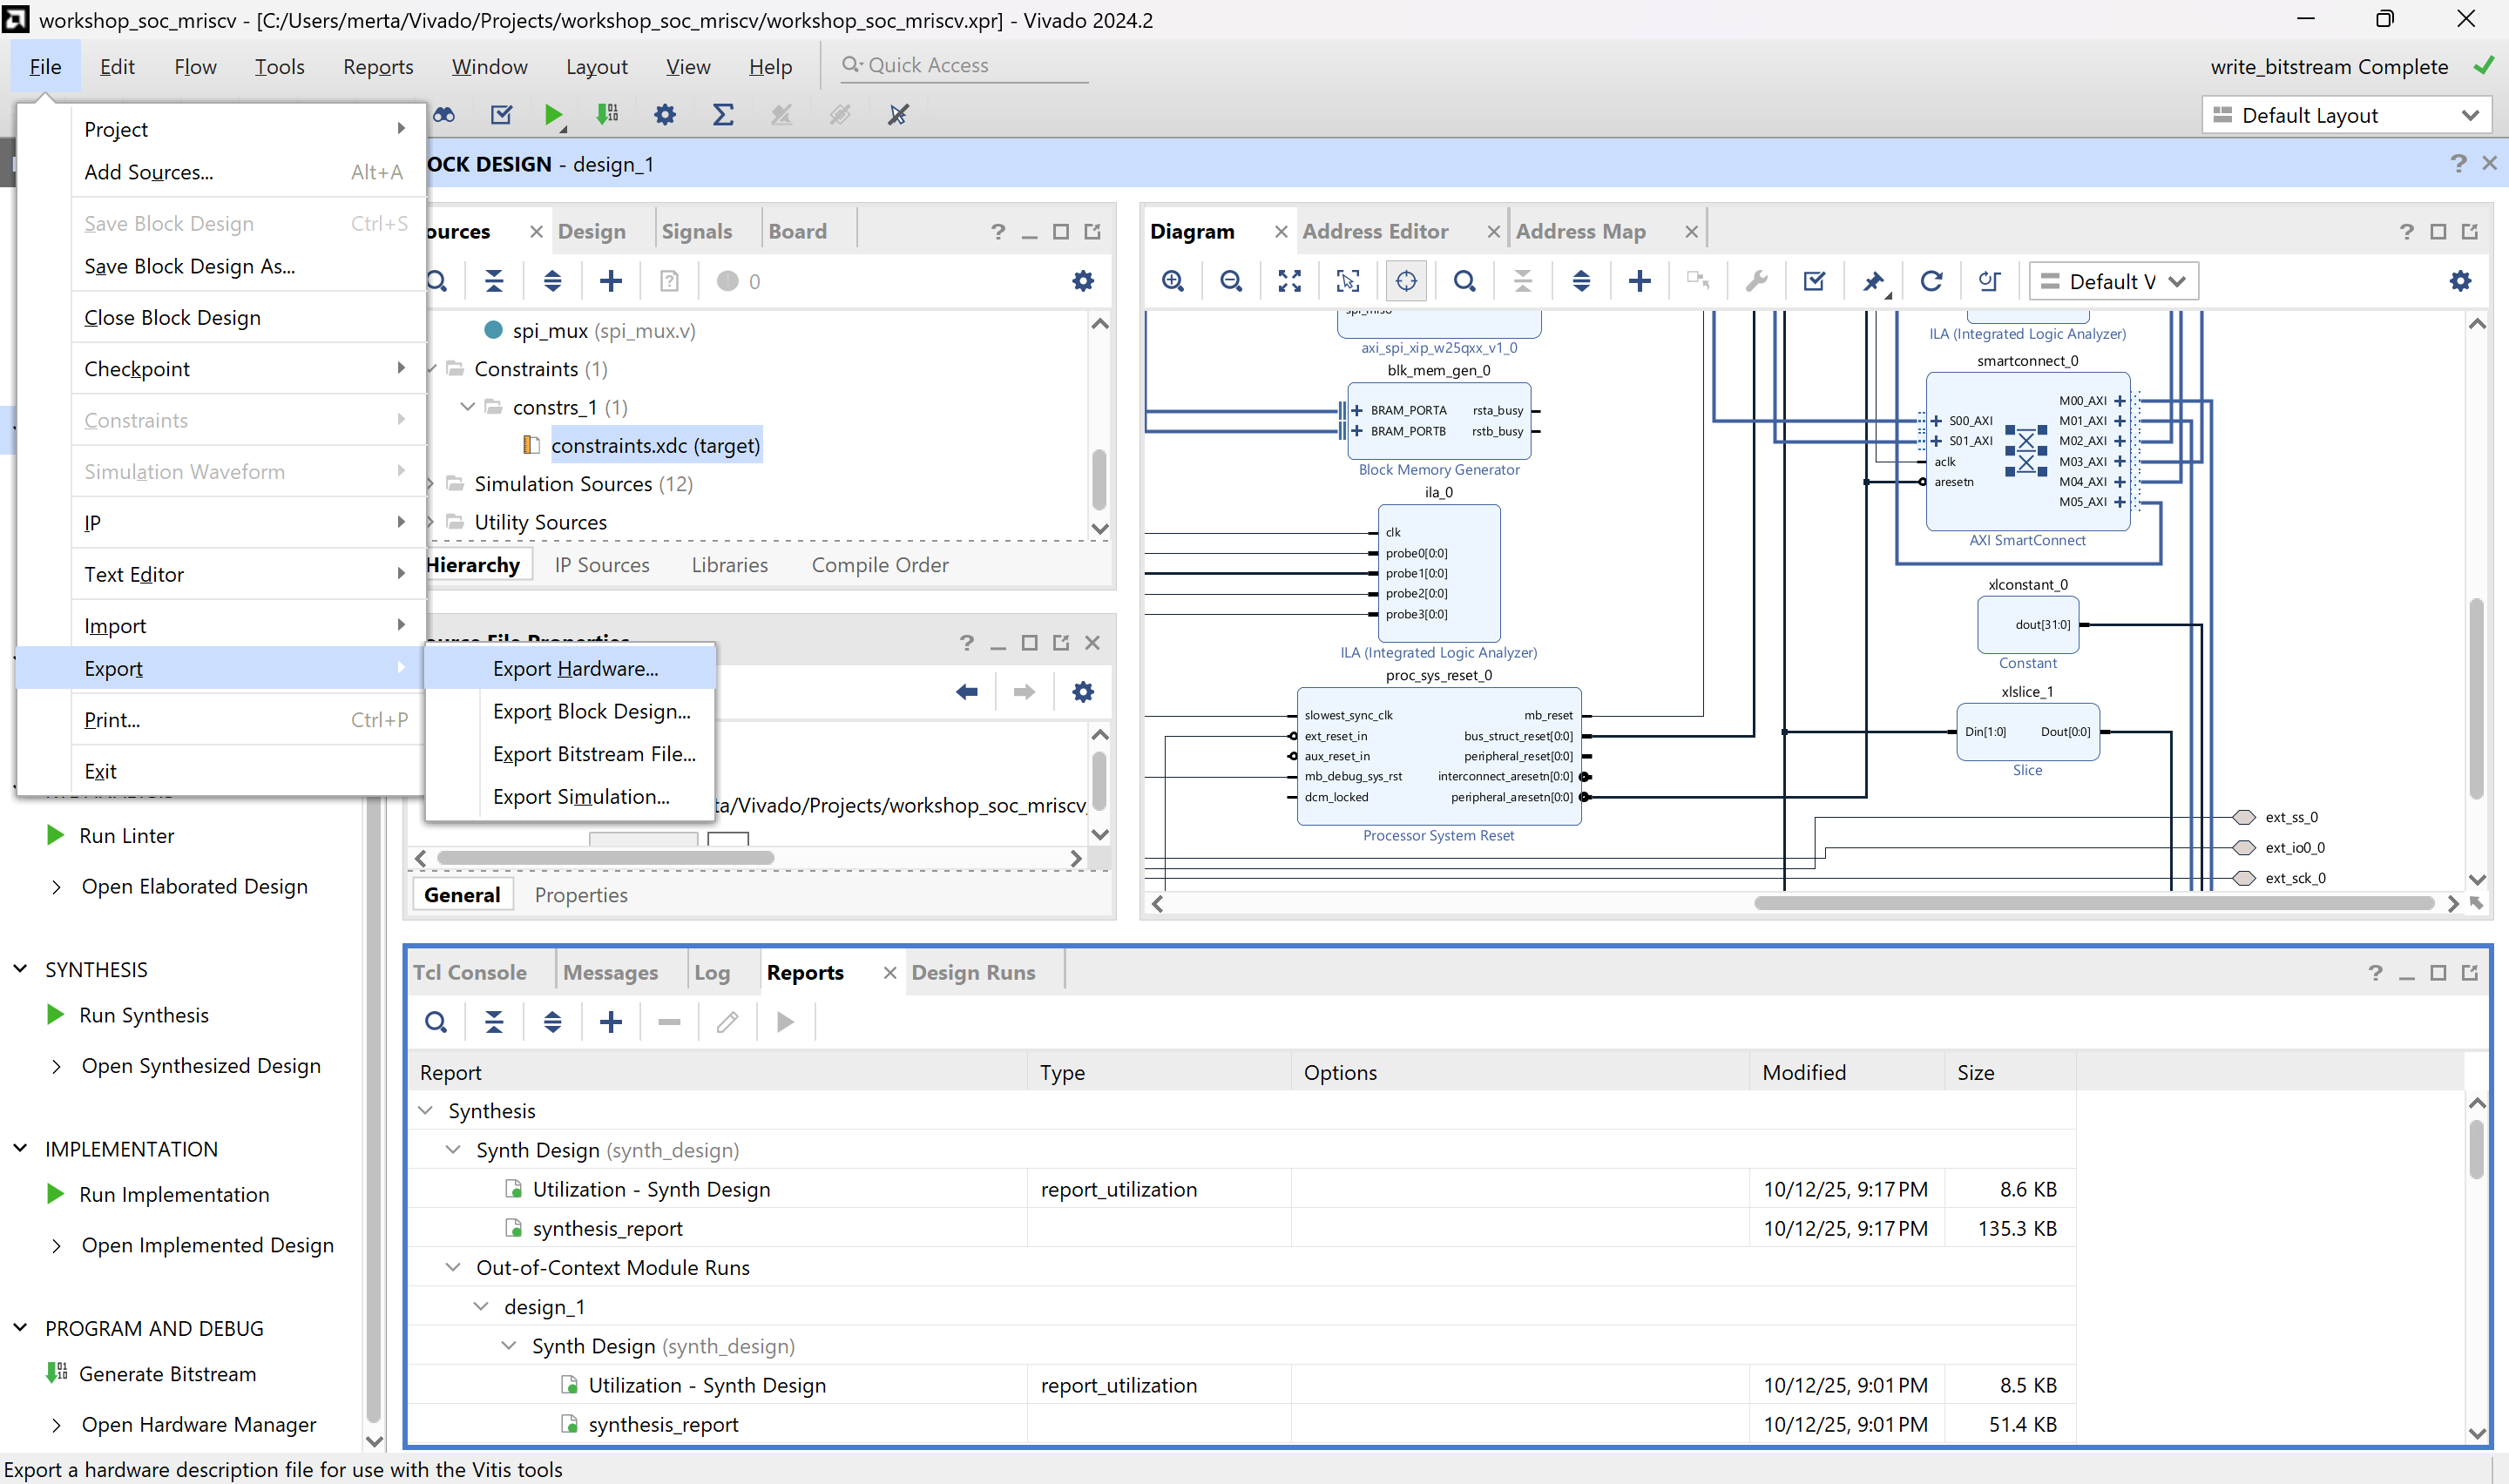 workshop_soc_mriscv - [C:/Users/merta/Vivado/Projects/workshop_soc_mriscv/workshop_soc_mriscv.xpr] - Vivado 2024.2
File Edit Flow Tools Reports Window Layout View Help Quick Access
write_bitstream Complete
Default Layout
Project
Add Sources... Alt+A
Save Block Design Ctrl+S
Save Block Design As...
Close Block Design
Checkpoint
Constraints
Simulation Waveform
IP
Text Editor
Import
Export
Print... Ctrl+P
Exit
Export Hardware...
Export Block Design...
Export Bitstream File...
Export Simulation...
OCK DESIGN - design_1
ources Design Signals Board
0
spi_mux (spi_mux.v)
Constraints (1)
constrs_1 (1)
constraints.xdc (target)
Simulation Sources (12)
Utility Sources
Hierarchy IP Sources Libraries Compile Order
ta/Vivado/Projects/workshop_soc_mriscv
General Properties
Diagram Address Editor Address Map
Default V
axi_spi_xip_w25qxx_v1_0
blk_mem_gen_0
BRAM_PORTA rsta_busy
BRAM_PORTB rstb_busy
Block Memory Generator
ila_0
clk
probe0[0:0]
probe1[0:0]
probe2[0:0]
probe3[0:0]
ILA (Integrated Logic Analyzer)
proc_sys_reset_0
slowest_sync_clk mb_reset
ext_reset_in bus_struct_reset[0:0]
aux_reset_in peripheral_reset[0:0]
mb_debug_sys_rst interconnect_aresetn[0:0]
dcm_locked peripheral_aresetn[0:0]
Processor System Reset
ILA (Integrated Logic Analyzer)
smartconnect_0
M00_AXI
S00_AXI M01_AXI
S01_AXI M02_AXI
aclk M03_AXI
aresetn M04_AXI
M05_AXI
AXI SmartConnect
xlconstant_0
dout[31:0]
Constant
xlslice_1
Din[1:0] Dout[0:0]
Slice
ext_ss_0
ext_io0_0
ext_sck_0
Run Linter
Open Elaborated Design
SYNTHESIS
Run Synthesis
Open Synthesized Design
IMPLEMENTATION
Run Implementation
Open Implemented Design
PROGRAM AND DEBUG
Generate Bitstream
Open Hardware Manager
Tcl Console Messages Log Reports Design Runs
Report Type Options Modified Size
Synthesis
Synth Design (synth_design)
Utilization - Synth Design report_utilization 10/12/25, 9:17 PM 8.6 KB
synthesis_report 10/12/25, 9:17 PM 135.3 KB
Out-of-Context Module Runs
design_1
Synth Design (synth_design)
Utilization - Synth Design report_utilization 10/12/25, 9:01 PM 8.5 KB
synthesis_report 10/12/25, 9:01 PM 51.4 KB
Export a hardware description file for use with the Vitis tools